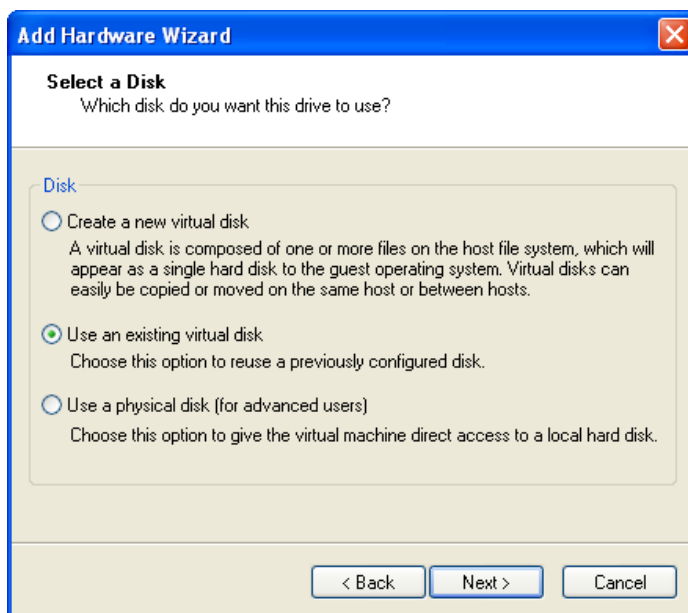 Add Hardware Wizard
Select a Disk
Which disk do you want this drive to use?
Disk
Create a new virtual disk
A virtual disk is composed of one or more files on the host file system, which will
appear as a single hard disk to the guest operating system. Virtual disks can
easily be copied or moved on the same host or between hosts.
Use an existing virtual disk
Choose this option to reuse a previously configured disk.
Use a physical disk (for advanced users)
Choose this option to give the virtual machine direct access to a local hard disk.
< Back Next > Cancel